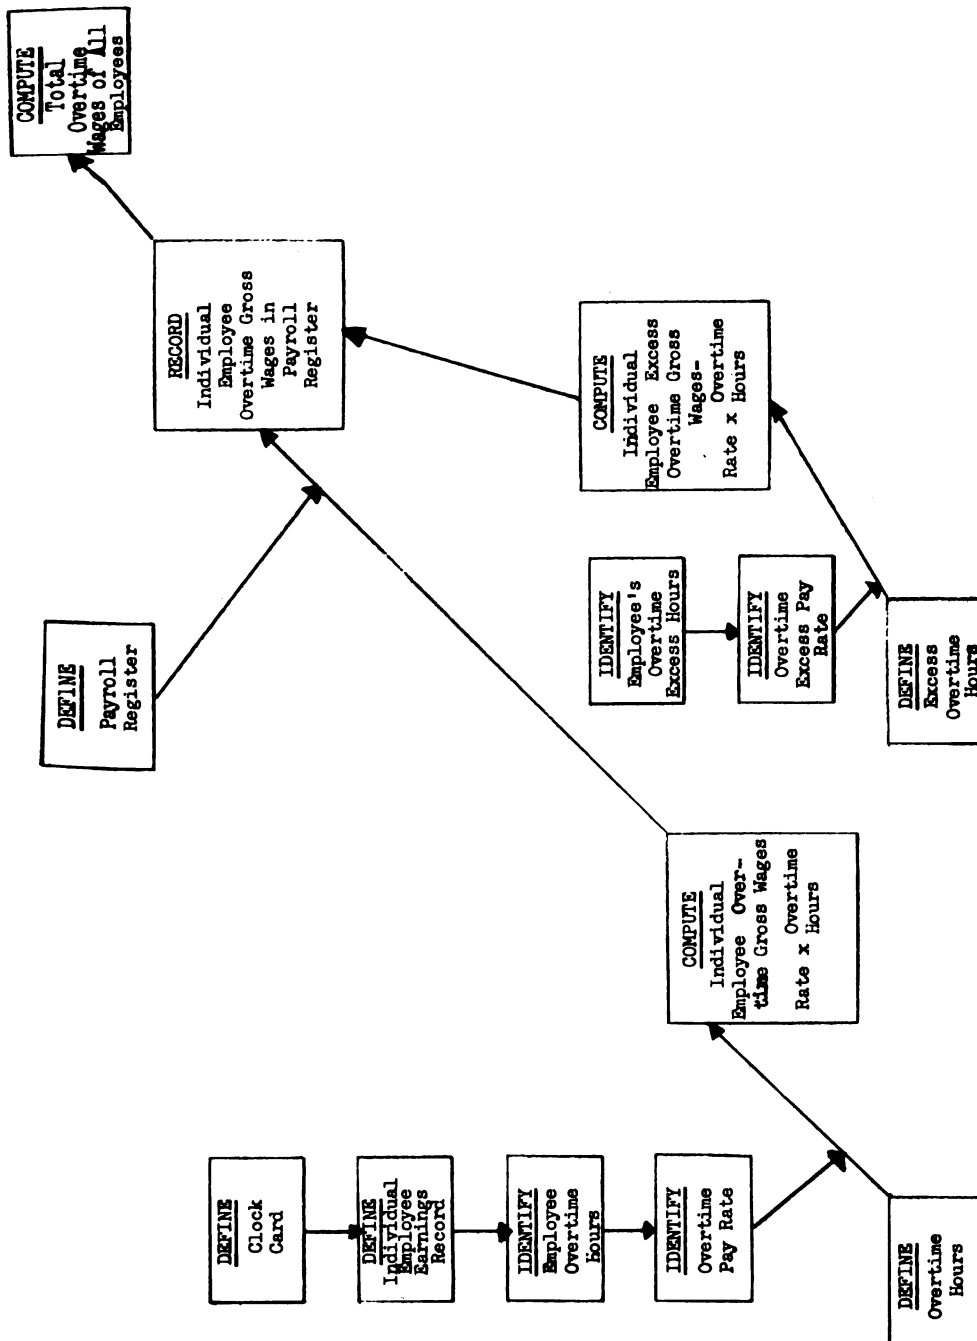 COMPUTE
Total
Overtime
Wages of All
Employees
RECORD
Individual
Employee
Overtime Gross
Wages in
Payroll
Register
DEFINE
Payroll
Register
COMPUTE
Individual
Employee Excess
Overtime Gross
Wages-
Overtime
Rate x Hours
IDENTIFY
Employee's
Overtime
Excess Hours
IDENTIFY
Overtime
Excess Pay
Rate
DEFINE
Excess
Overtime
Hours
COMPUTE
Individual
Employee Over-
time Gross Wages
Overtime
Rate x Hours
DEFINE
Clock
Card
DEFINE
Individual
Employee
Earnings
Record
IDENTIFY
Employee
Overtime
Hours
IDENTIFY
Overtime
Pay Rate
DEFINE
Overtime
Hours